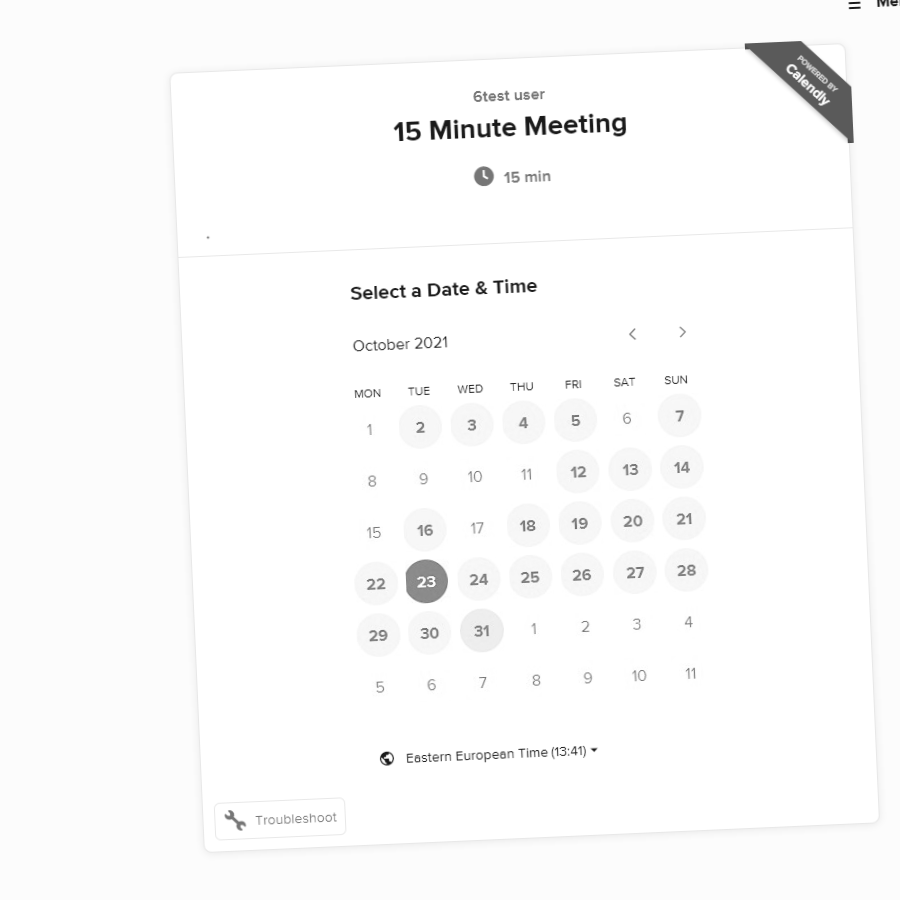 POWERED BY
Calendly
6test user
15 Minute Meeting
15 min
Select a Date & Time
October 2021
MON TUE WED THU FRI SAT SUN
1 2 3 4 5 6 7
8 9 10 11 12 13 14
15 16 17 18 19 20 21
22 23 24 25 26 27 28
29 30 31 1 2 3 4
5 6 7 8 9 10 11
Eastern European Time (13:41)
Troubleshoot